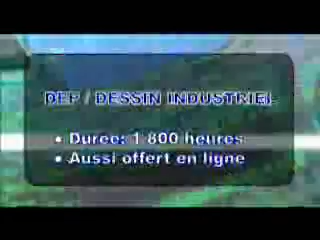 DEP / DESSIN INDUSTRIEL
• Durée: 1 800 heures
• Aussi offert en ligne